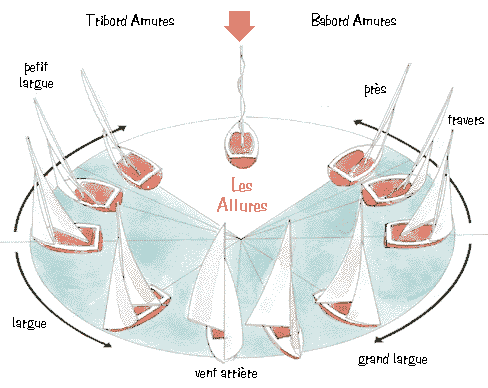 Tribord Amures
Babord Amures
petit
largue
près
travers
Les
Allures
largue
grand largue
vent arrière